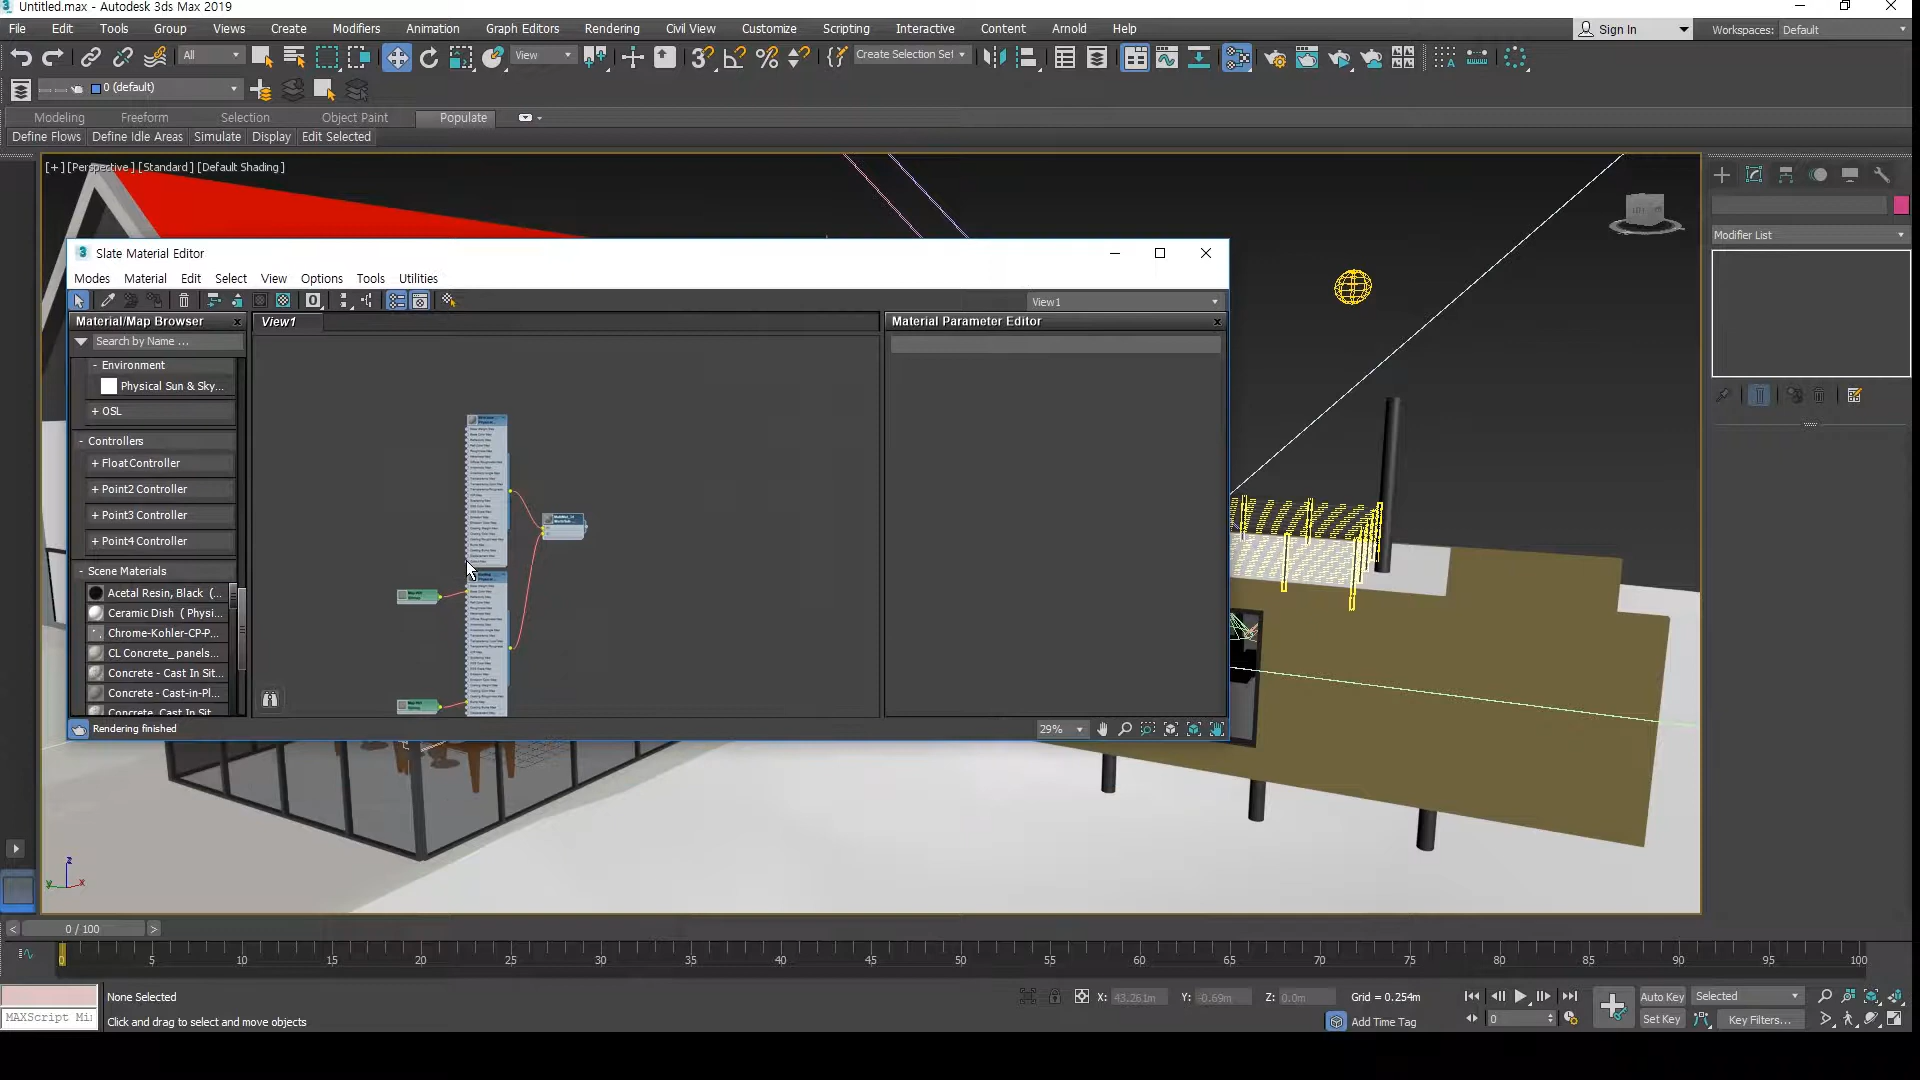 Untitled.max - Autodesk 3ds Max 2019
File Edit Tools Group Views Create Modifiers Animation Graph Editors Rendering Civil View Customize Scripting Interactive Content Arnold Help
Sign In
Workspaces: Default
All
View
Create Selection Set
0 (default)
Modeling Freeform Selection Object Paint Populate
Define Flows Define Idle Areas Simulate Display Edit Selected
[+] [Perspective] [Standard] [Default Shading]
Modifier List
Slate Material Editor
Modes Material Edit Select View Options Tools Utilities
View1
Material/Map Browser
View1
Material Parameter Editor
Search by Name ...
- Environment
Physical Sun & Sky...
+ OSL
- Controllers
+ FloatController
+ Point2 Controller
+ Point3 Controller
+ Point4 Controller
- Scene Materials
Acetal Resin, Black (...
Ceramic Dish ( Physi...
Chrome-Kohler-CP-P...
CL Concrete_panels...
Concrete - Cast In Sit...
Concrete - Cast-in-Pl...
Concrete, Cast In Sit...
Rendering finished
29%
z
y x
< 0 / 100 >
0 5 10 15 20 25 30 35 40 45 50 55 60 65 70 75 80 85 90 95 100
None Selected
X: 43.261m Y: -0.69m Z: 0.0m Grid = 0.254m
Auto Key Selected
MAXScript Mi
Click and drag to select and move objects
Add Time Tag
0
Set Key Key Filters...